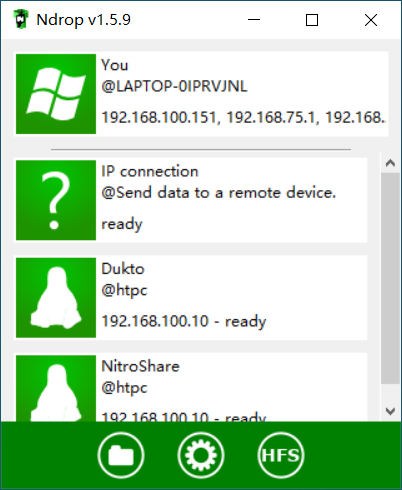 Ndrop v1.5.9
You
@LAPTOP-0IPRVJNL
192.168.100.151, 192.168.75.1, 192.168.
IP connection
@Send data to a remote device.
ready
Dukto
@htpc
192.168.100.10 - ready
NitroShare
@htpc
192.168.100.10 - ready
HFS